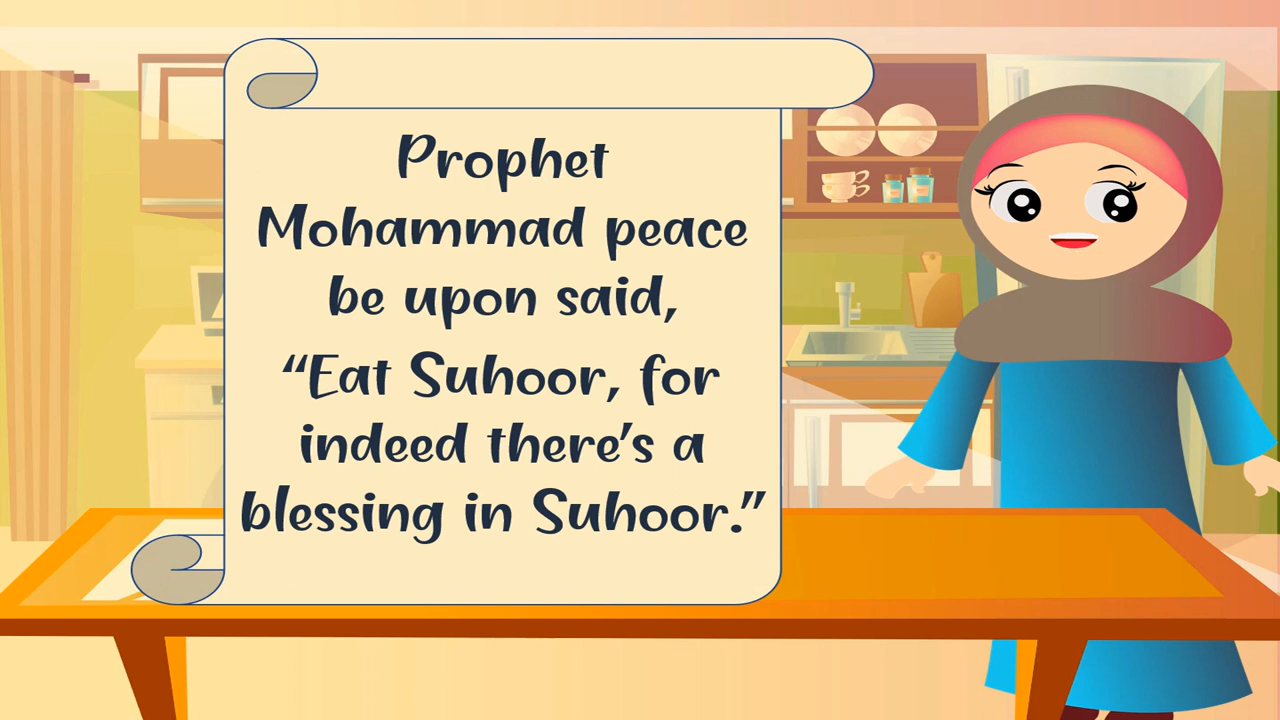 Prophet
Mohammad peace
be upon said,
“Eat Suhoor, for
indeed there’s a
blessing in Suhoor.”